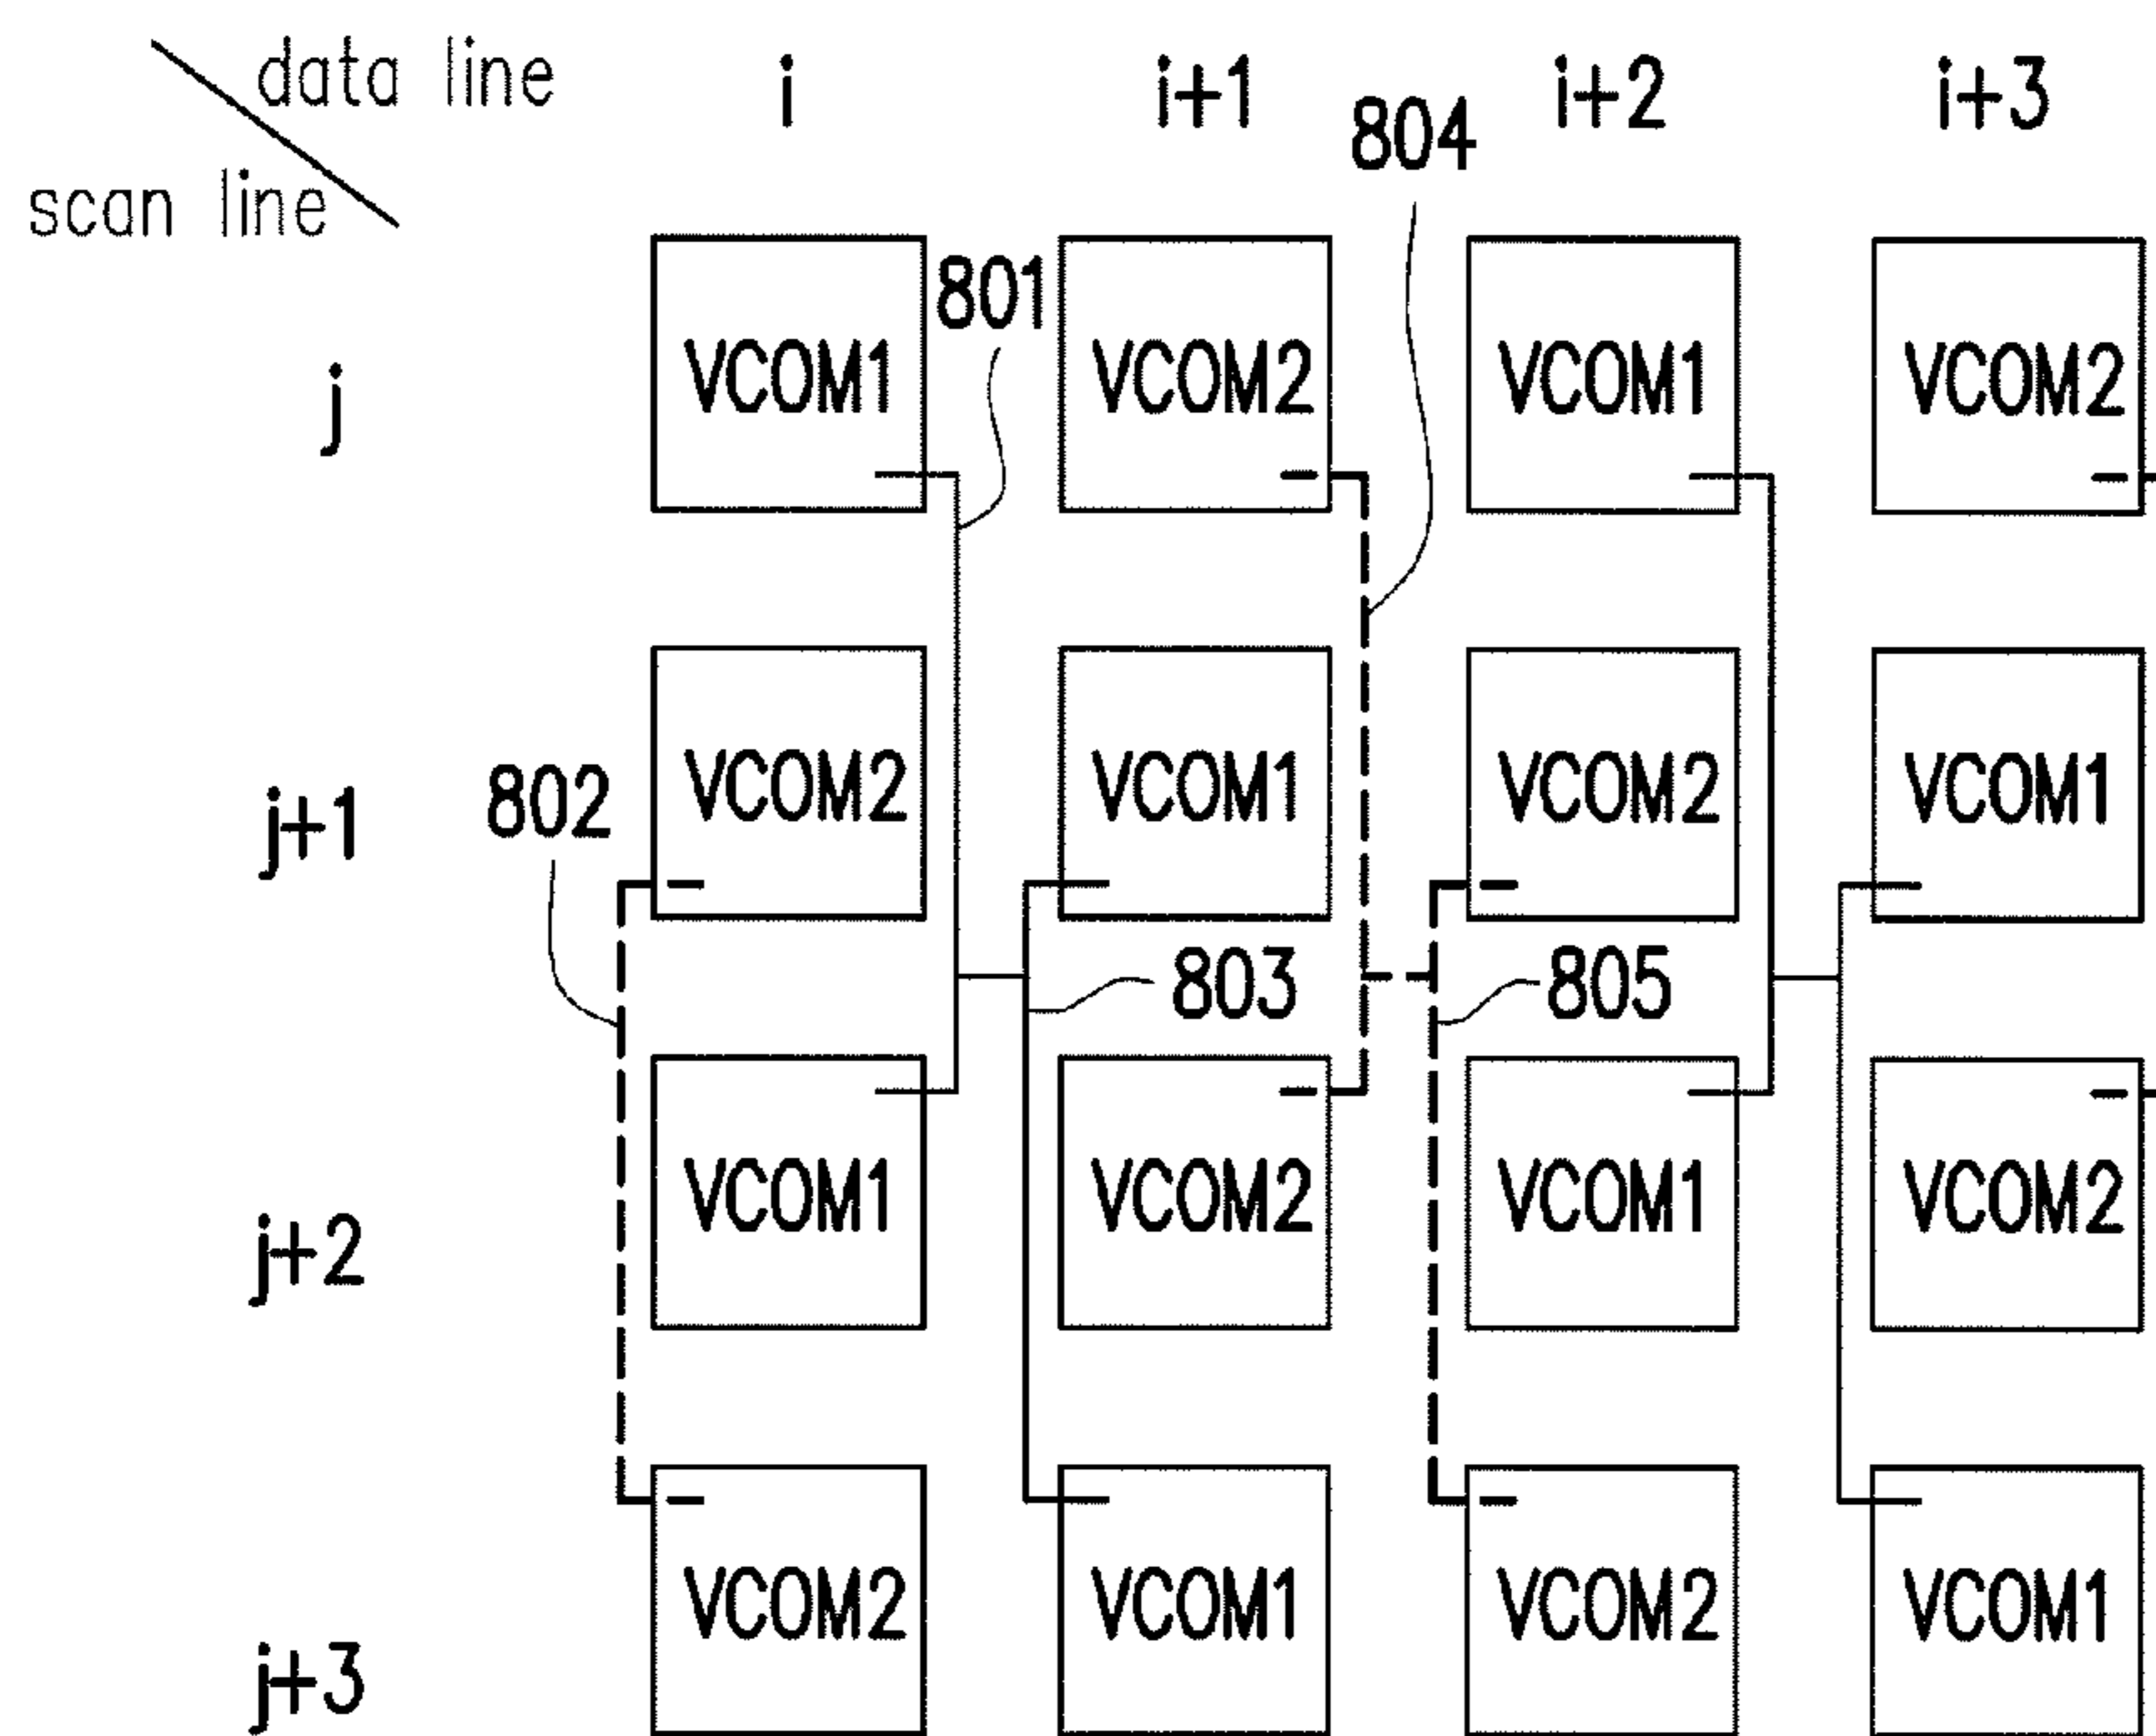 data line
scan line
i i+1 i+2 i+3
804
801
j VCOM1 VCOM2 VCOM1 VCOM2
802
j+1 VCOM2 VCOM1 VCOM2 VCOM1
803 805
j+2 VCOM1 VCOM2 VCOM1 VCOM2
j+3 VCOM2 VCOM1 VCOM2 VCOM1